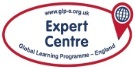 www.glp-e.org.uk
Expert
Centre
Global Learning Programme – England